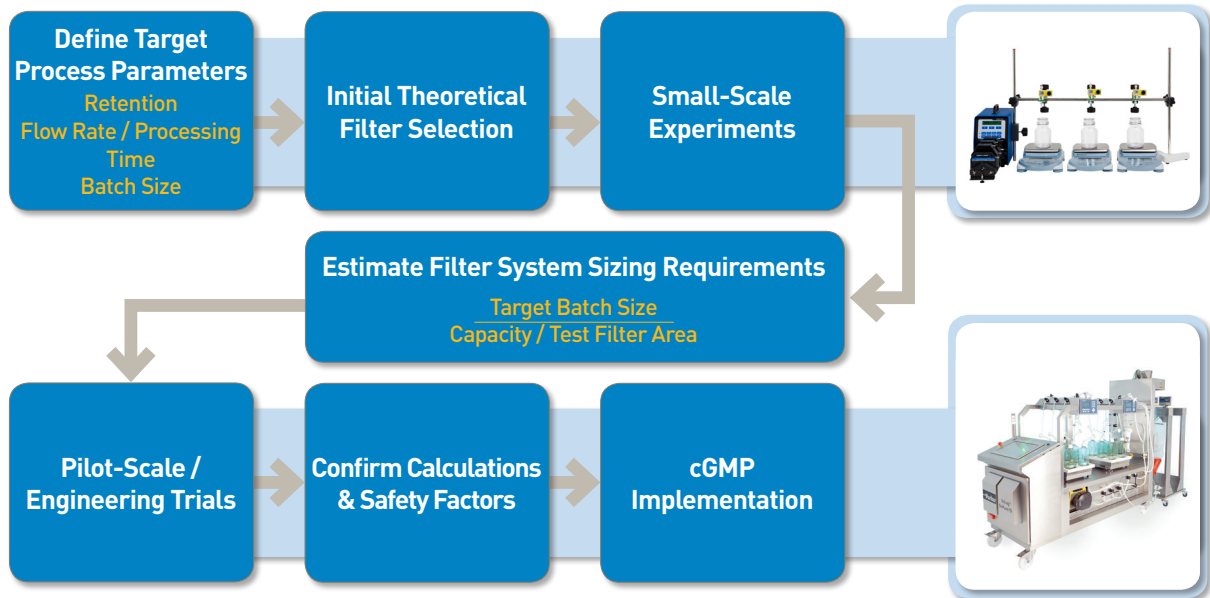 Define Target
Process Parameters
Retention
Flow Rate / Processing
Time
Batch Size
Initial Theoretical
Filter Selection
Small-Scale
Experiments
Estimate Filter System Sizing Requirements
Target Batch Size
Capacity / Test Filter Area
Pilot-Scale /
Engineering Trials
Confirm Calculations
& Safety Factors
cGMP
Implementation